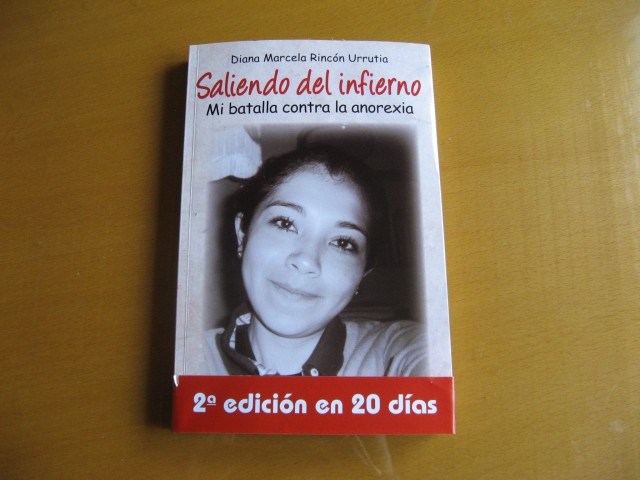 Diana Marcela Rincón Urrutia
Saliendo del infierno
Mi batalla contra la anorexia
2ª edición en 20 días